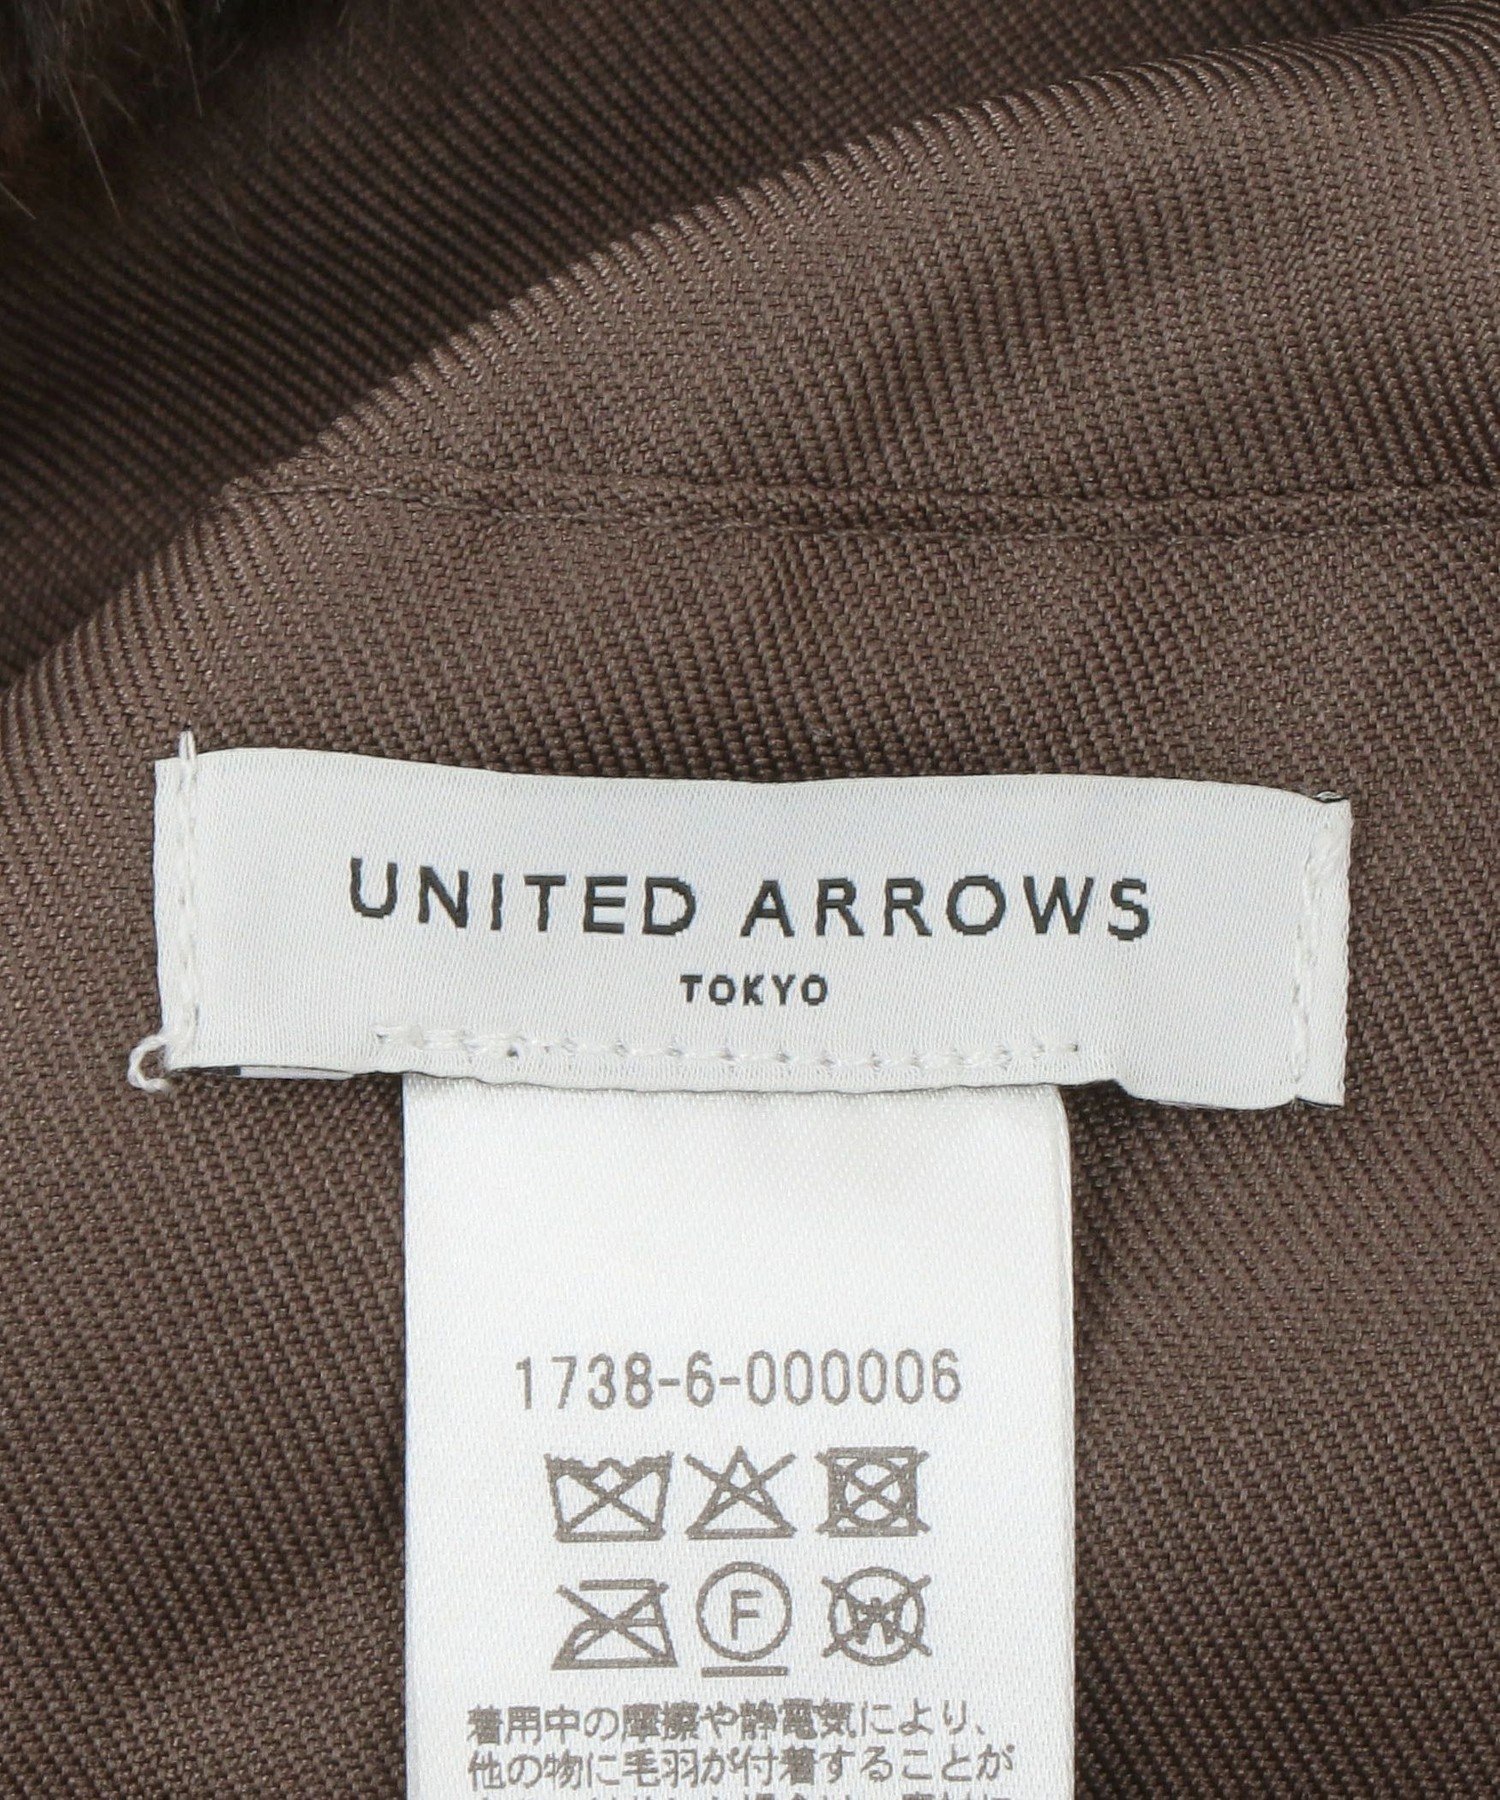 UNITED ARROWS
TOKYO
1738-6-000006
F
W
着用中の摩擦や静電気により、
他の物に毛羽が付着することが